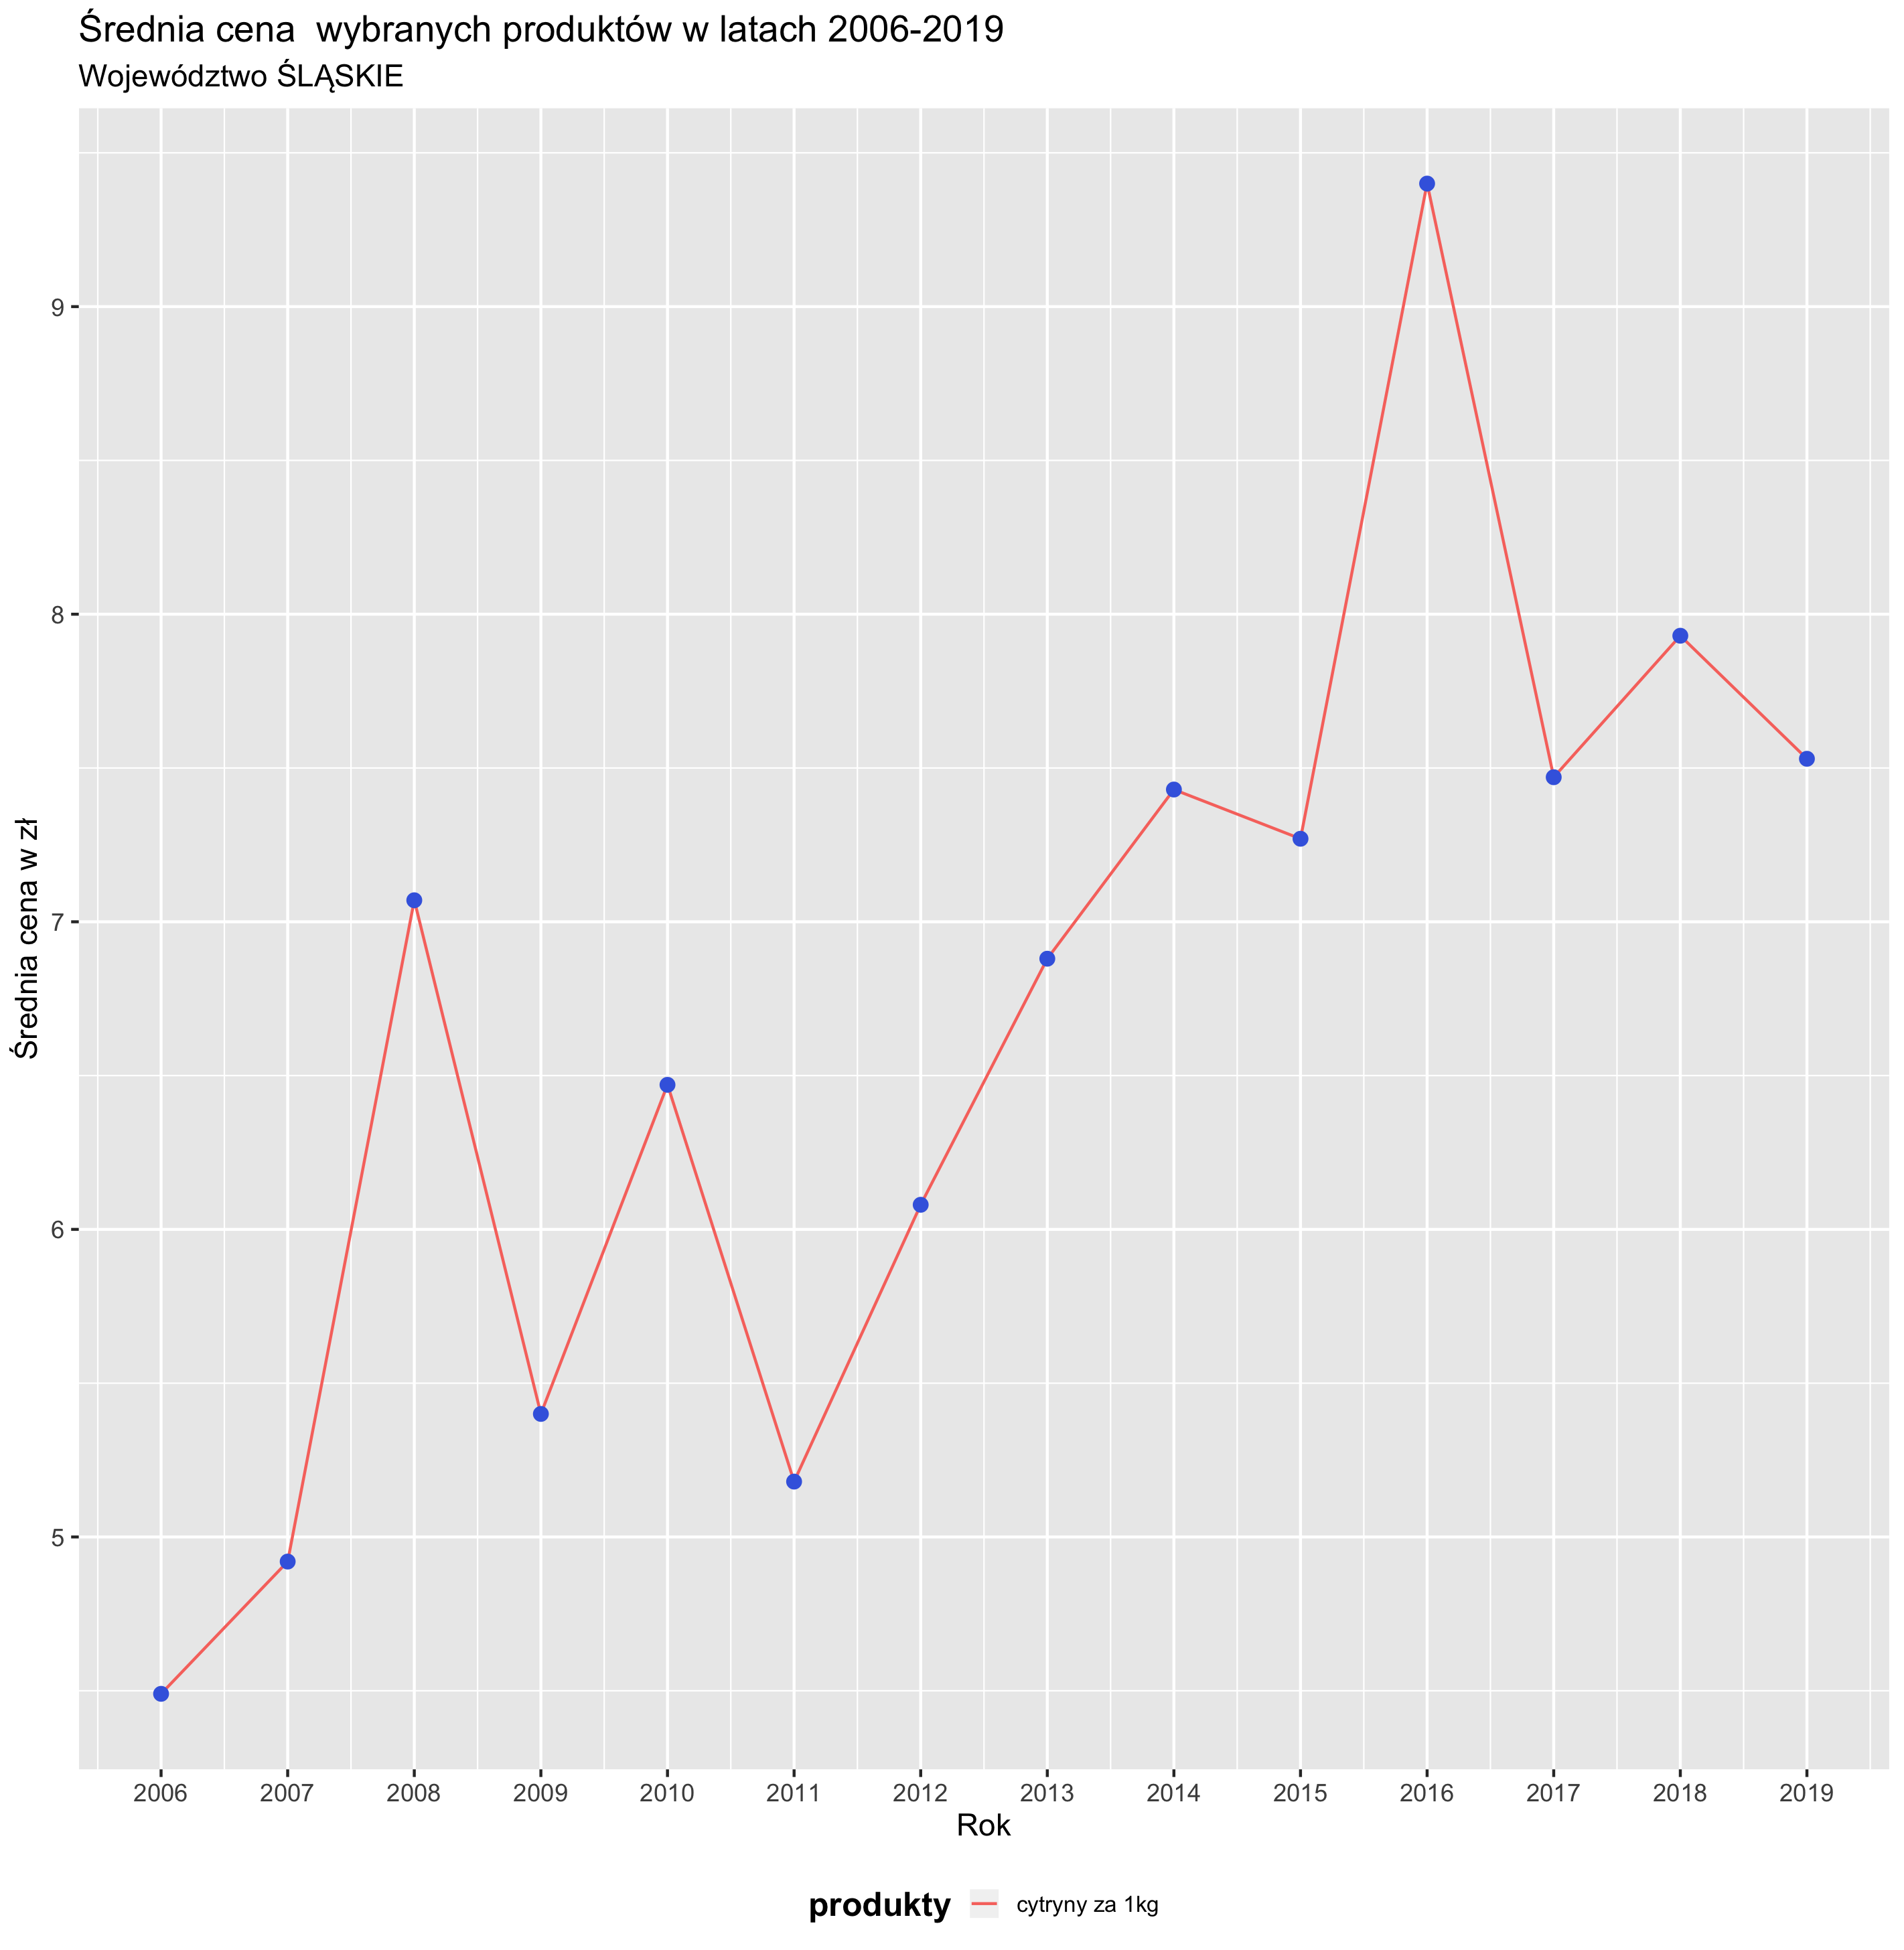 Średnia cena  wybranych produktów w latach 2006-2019
Województwo ŚLĄSKIE
Średnia cena w zł
9
8
7
6
5
2006 2007 2008 2009 2010 2011 2012 2013 2014 2015 2016 2017 2018 2019
Rok
produkty cytryny za 1kg